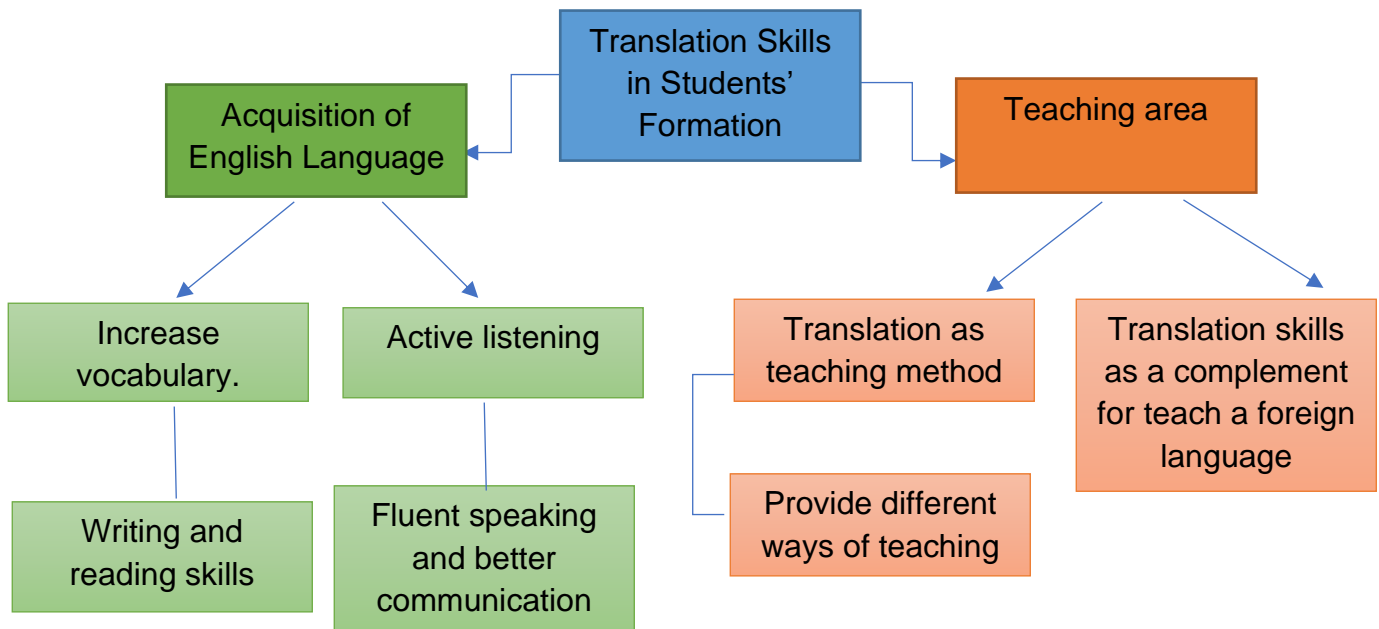 Translation Skills
in Students’
Formation
Acquisition of
English Language
Teaching area
Increase
vocabulary.
Active listening
Translation as
teaching method
Translation skills
as a complement
for teach a foreign
language
Writing and
reading skills
Fluent speaking
and better
communication
Provide different
ways of teaching